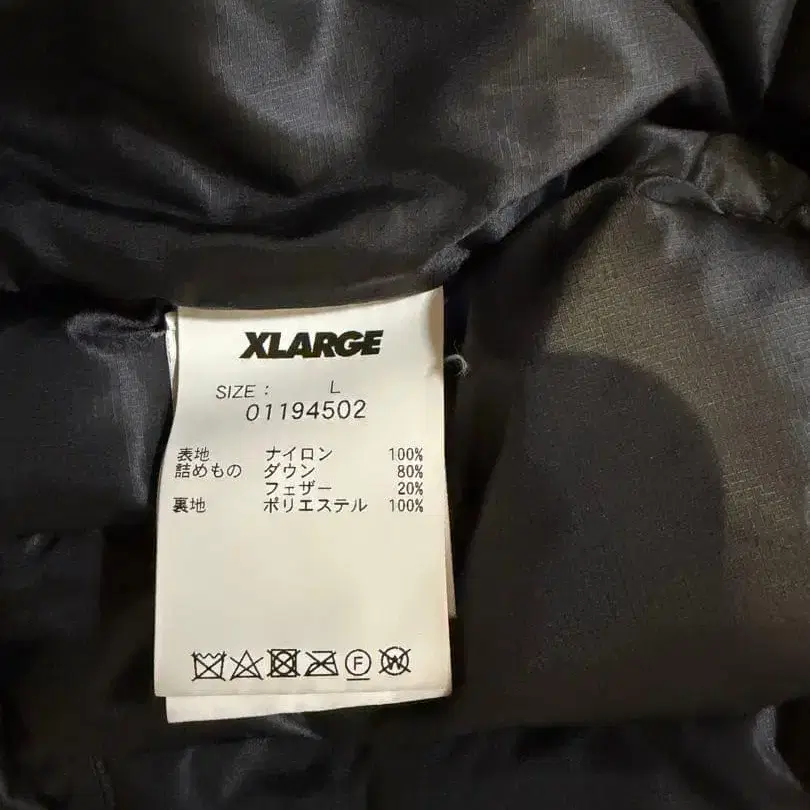 XLARGE
SIZE : L
01194502
表地 ナイロン 100%
詰めもの ダウン 80%
フェザー 20%
裏地 ポリエステル 100%
F W